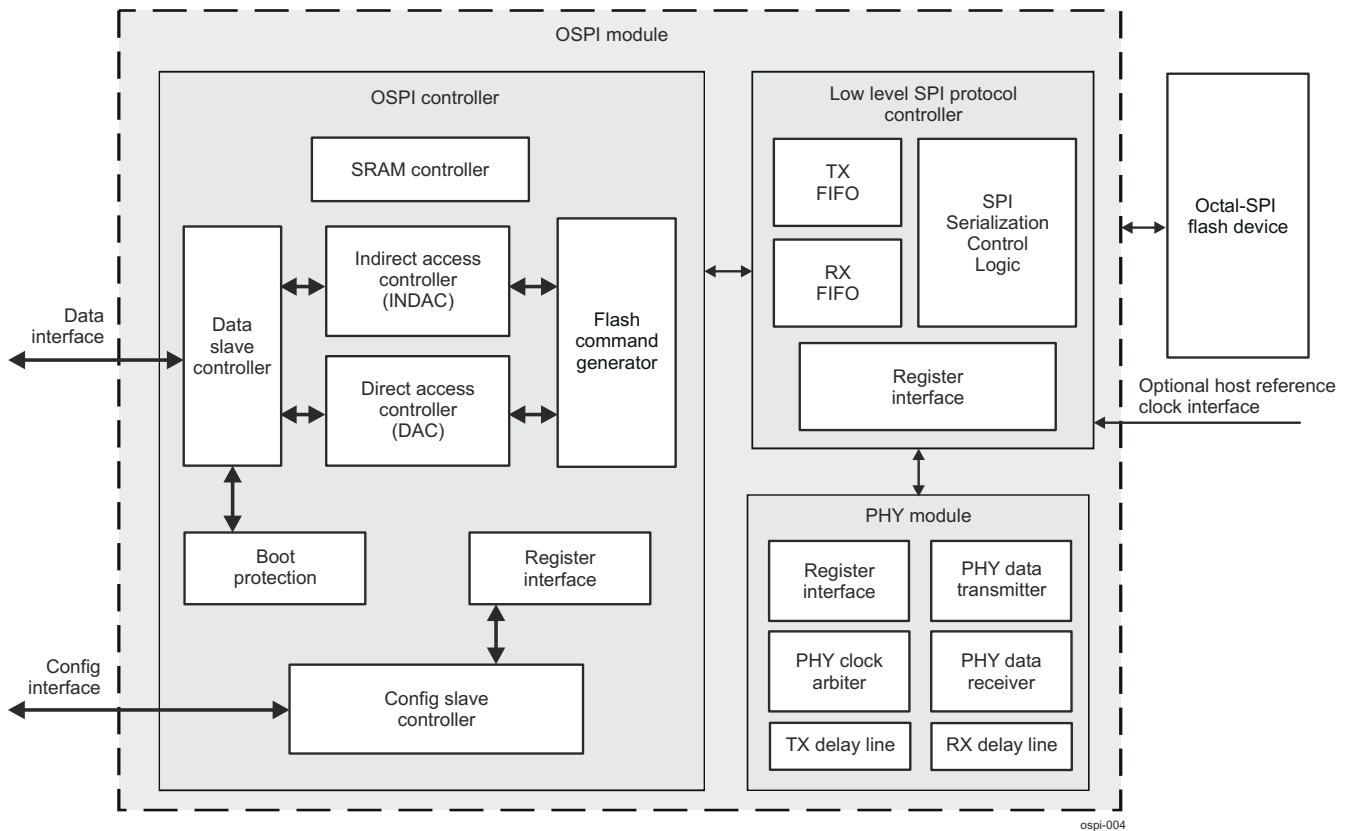 OSPI module
OSPI controller
SRAM controller
Data
interface
Data
slave
controller
Indirect access
controller
(INDAC)
Direct access
controller
(DAC)
Flash
command
generator
Boot
protection
Register
interface
Config
interface
Config slave
controller
Low level SPI protocol
controller
TX
FIFO
RX
FIFO
SPI
Serialization
Control
Logic
Register
interface
Octal-SPI
flash device
Optional host reference
clock interface
PHY module
Register
interface
PHY data
transmitter
PHY clock
arbiter
PHY data
receiver
TX delay line
RX delay line
ospi-004